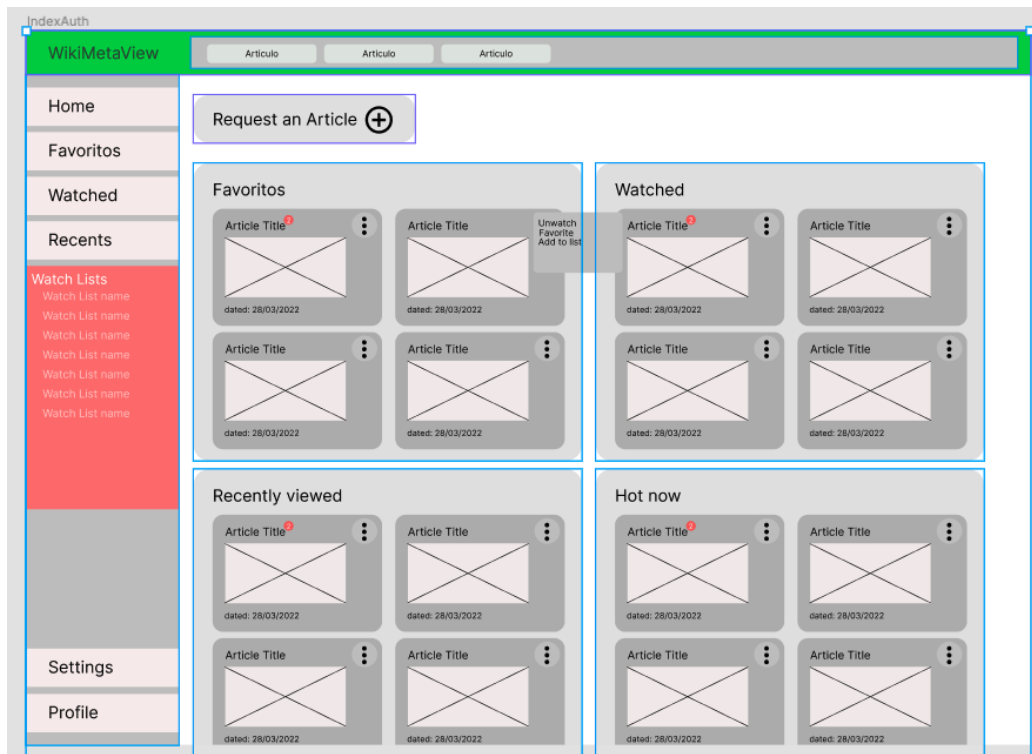 IndexAuth
WikiMetaView
Articulo
Articulo
Articulo
Home
Favoritos
Watched
Recents
Watch Lists
Watch List name
Watch List name
Watch List name
Watch List name
Watch List name
Watch List name
Watch List name
Settings
Profile
Request an Article
Favoritos
Article Title 2
dated: 28/03/2022
Article Title
dated: 28/03/2022
Unwatch
Favorite
Add to list
Article Title
dated: 28/03/2022
Article Title
dated: 28/03/2022
Watched
Article Title 2
dated: 28/03/2022
Article Title
dated: 28/03/2022
Article Title
dated: 28/03/2022
Article Title
dated: 28/03/2022
Recently viewed
Article Title 2
dated: 28/03/2022
Article Title
dated: 28/03/2022
Article Title
dated: 28/03/2022
Article Title
dated: 28/03/2022
Hot now
Article Title 2
dated: 28/03/2022
Article Title
dated: 28/03/2022
Article Title
dated: 28/03/2022
Article Title
dated: 28/03/2022